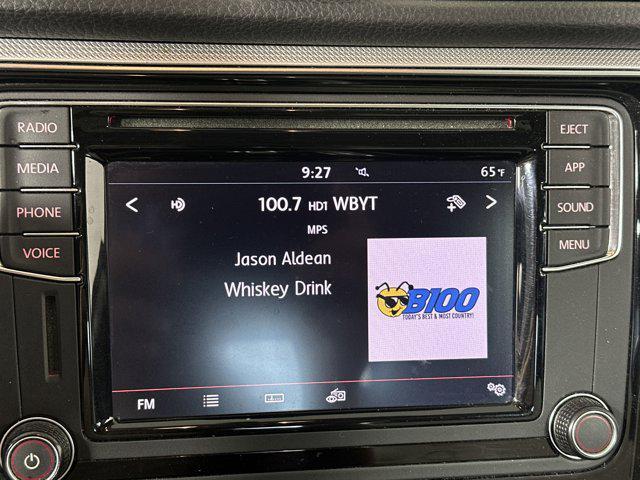 RADIO
MEDIA
PHONE
VOICE
EJECT
APP
SOUND
MENU
9:27
65°F
< 100.7 HD1 WBYT >
MPS
Jason Aldean
Whiskey Drink
B100
TODAY'S BEST & MOST COUNTRY!
FM